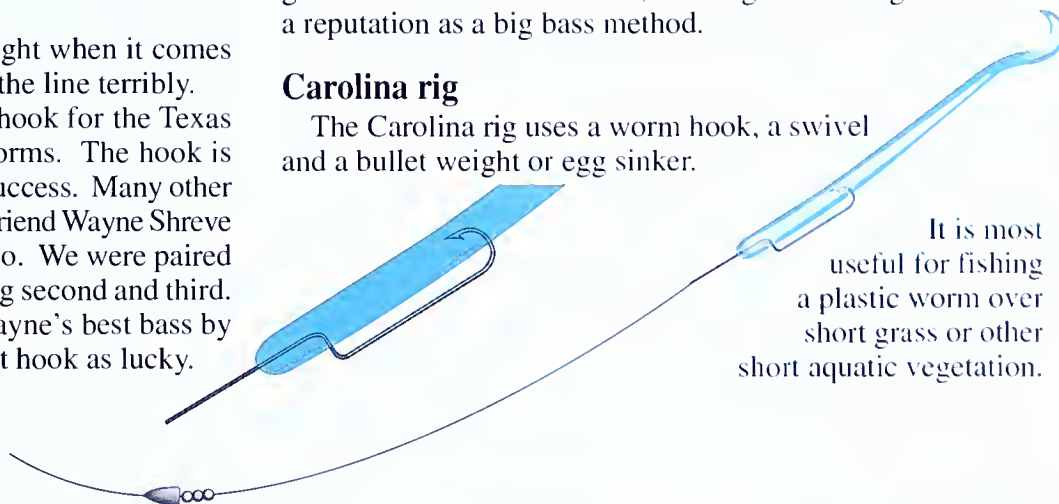 ght when it comes
the line terribly.
hook for the Texas
orms. The hook is
uccess. Many other
riend Wayne Shreve
o. We were paired
g second and third.
ayne's best bass by
t hook as lucky.
a reputation as a big bass method.
Carolina rig
The Carolina rig uses a worm hook, a swivel
and a bullet weight or egg sinker.
It is most
useful for fishing
a plastic worm over
short grass or other
short aquatic vegetation.